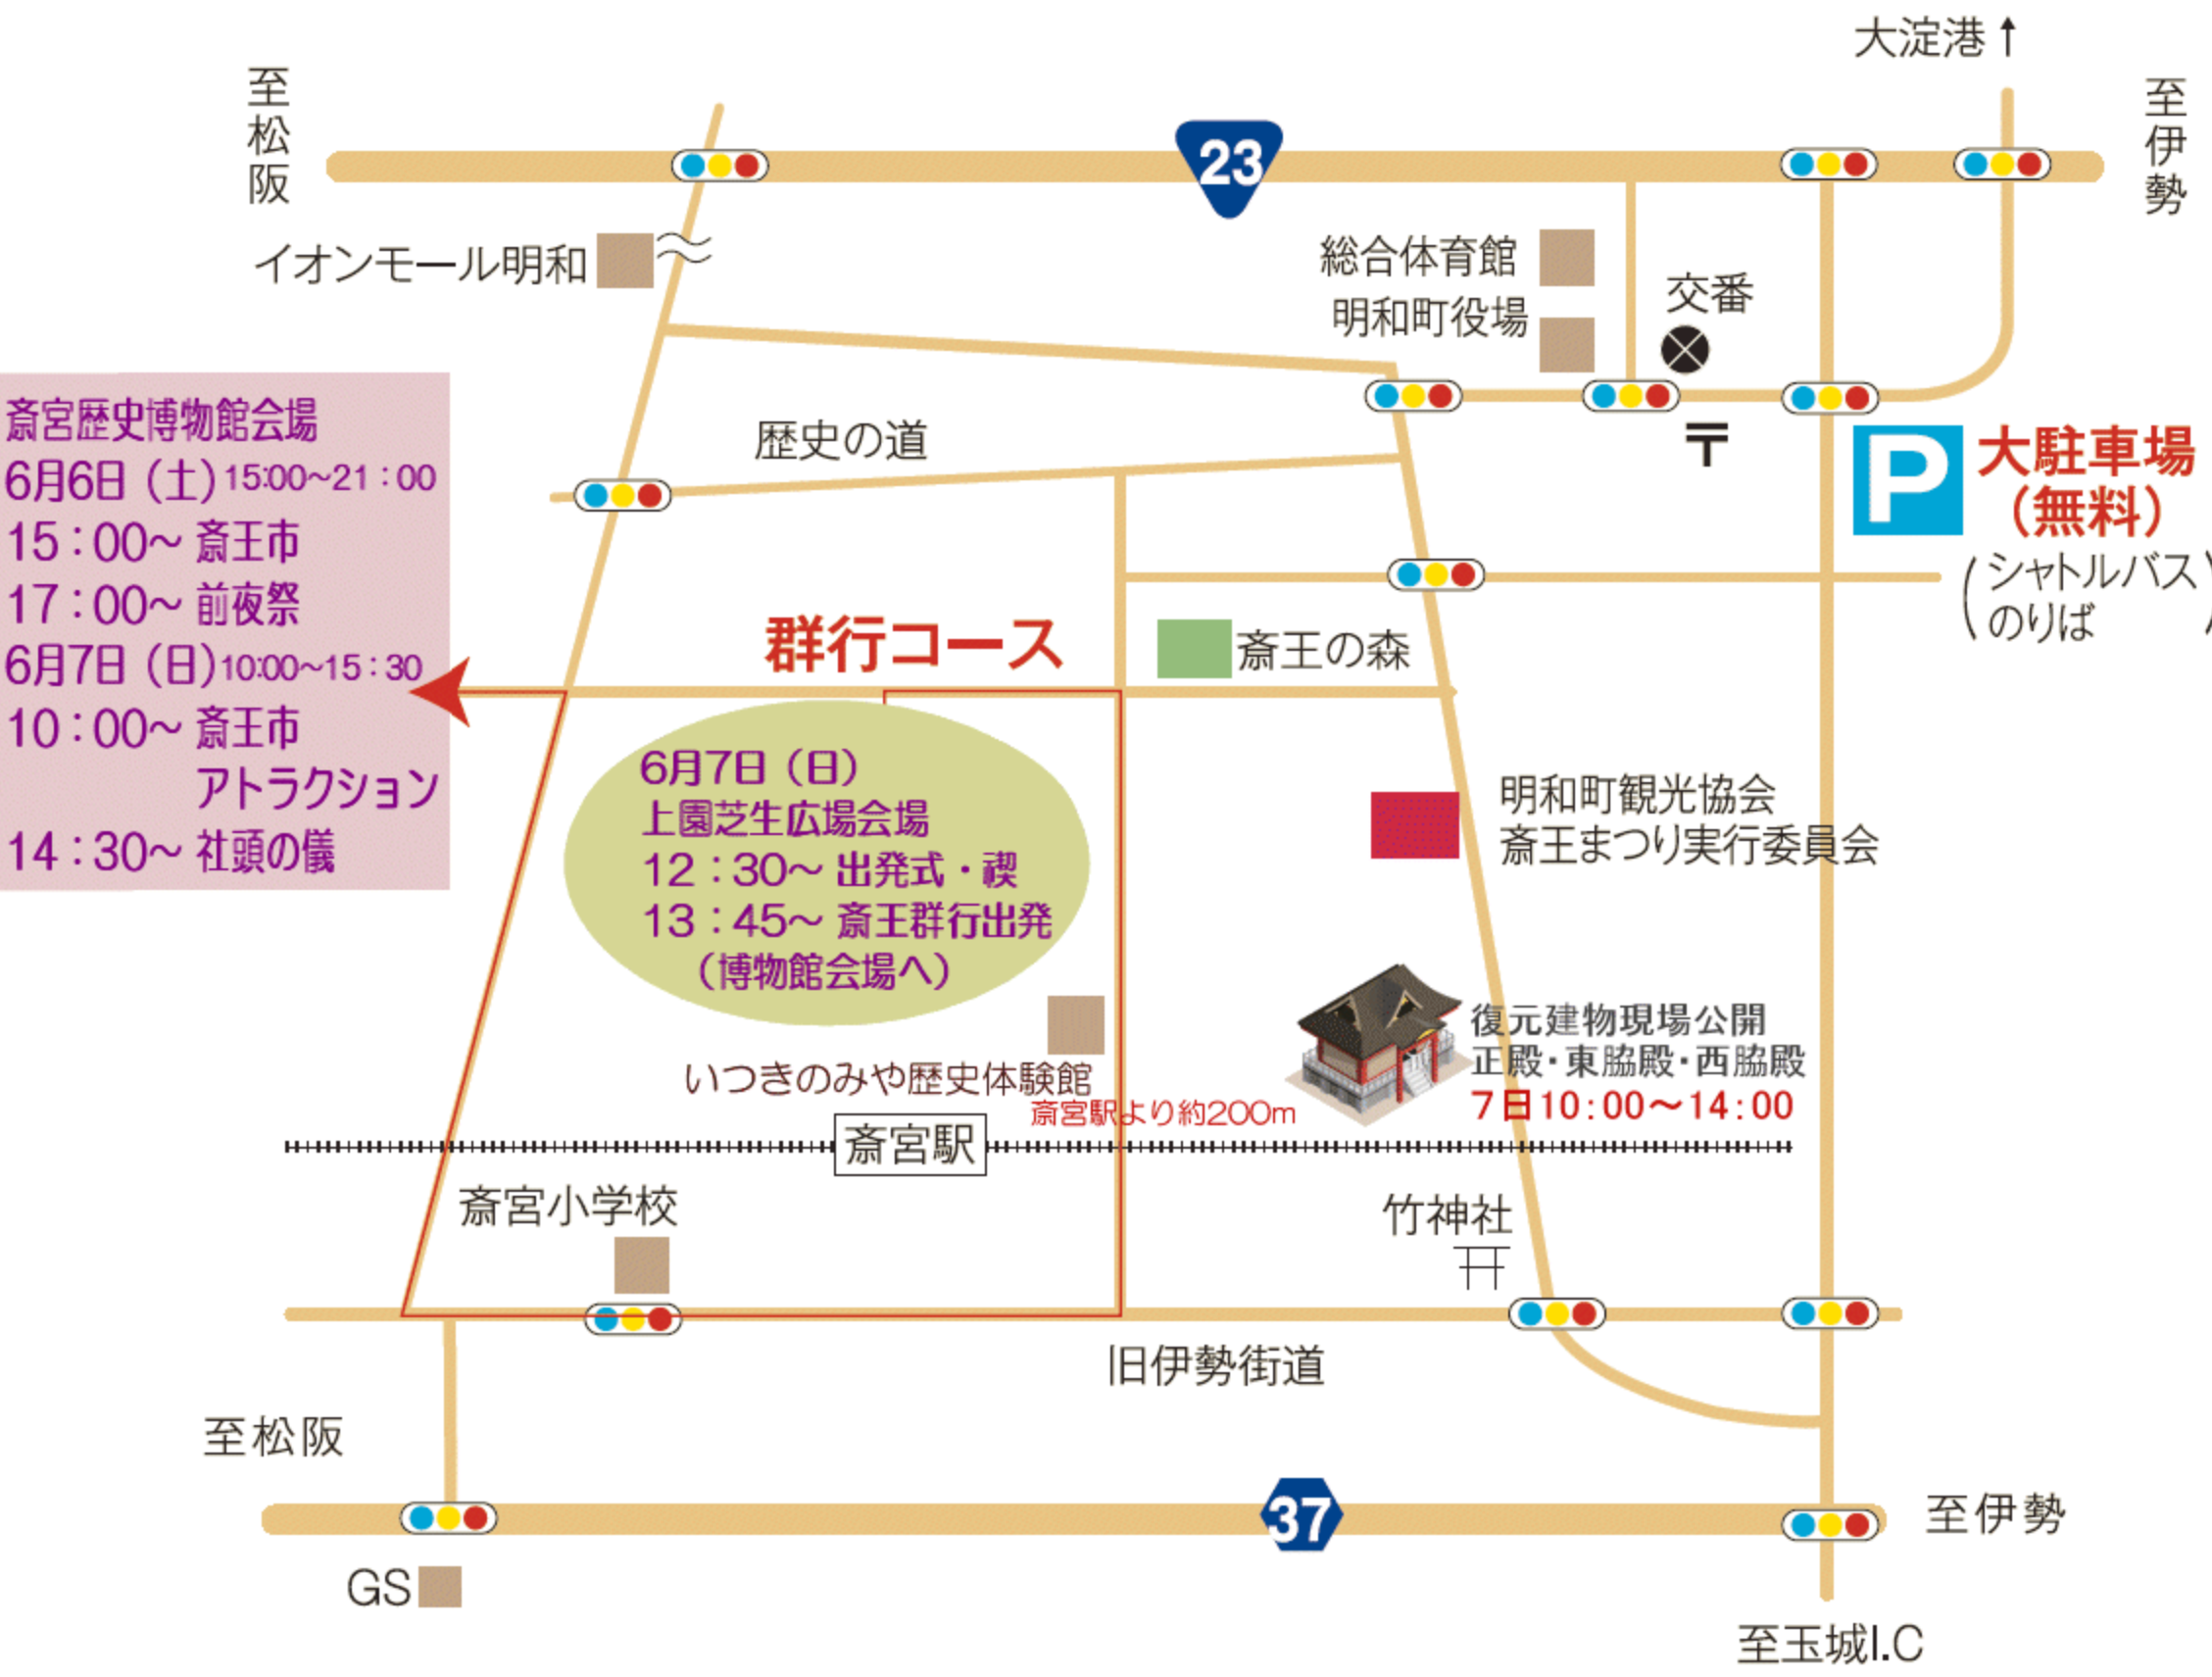 大淀港↑
至松阪
至伊勢
23
イオンモール明和
総合体育館
明和町役場
交番
〒
歴史の道
P
大駐車場
（無料）
（シャトルバス
のりば）
斎宮歴史博物館会場
6月6日（土）15:00～21：00
15：00～ 斎王市
17：00～ 前夜祭
6月7日（日）10:00～15：30
10：00～ 斎王市
アトラクション
14：30～ 社頭の儀
群行コース
斎王の森
6月7日（日）
上園芝生広場会場
12：30～ 出発式・禊
13：45～ 斎王群行出発
（博物館会場へ）
明和町観光協会
斎王まつり実行委員会
復元建物現場公開
正殿・東脇殿・西脇殿
7日10：00～14：00
いつきのみや歴史体験館
斎宮駅より約200m
斎宮駅
斎宮小学校
竹神社
旧伊勢街道
至松阪
37
至伊勢
GS
至玉城I.C